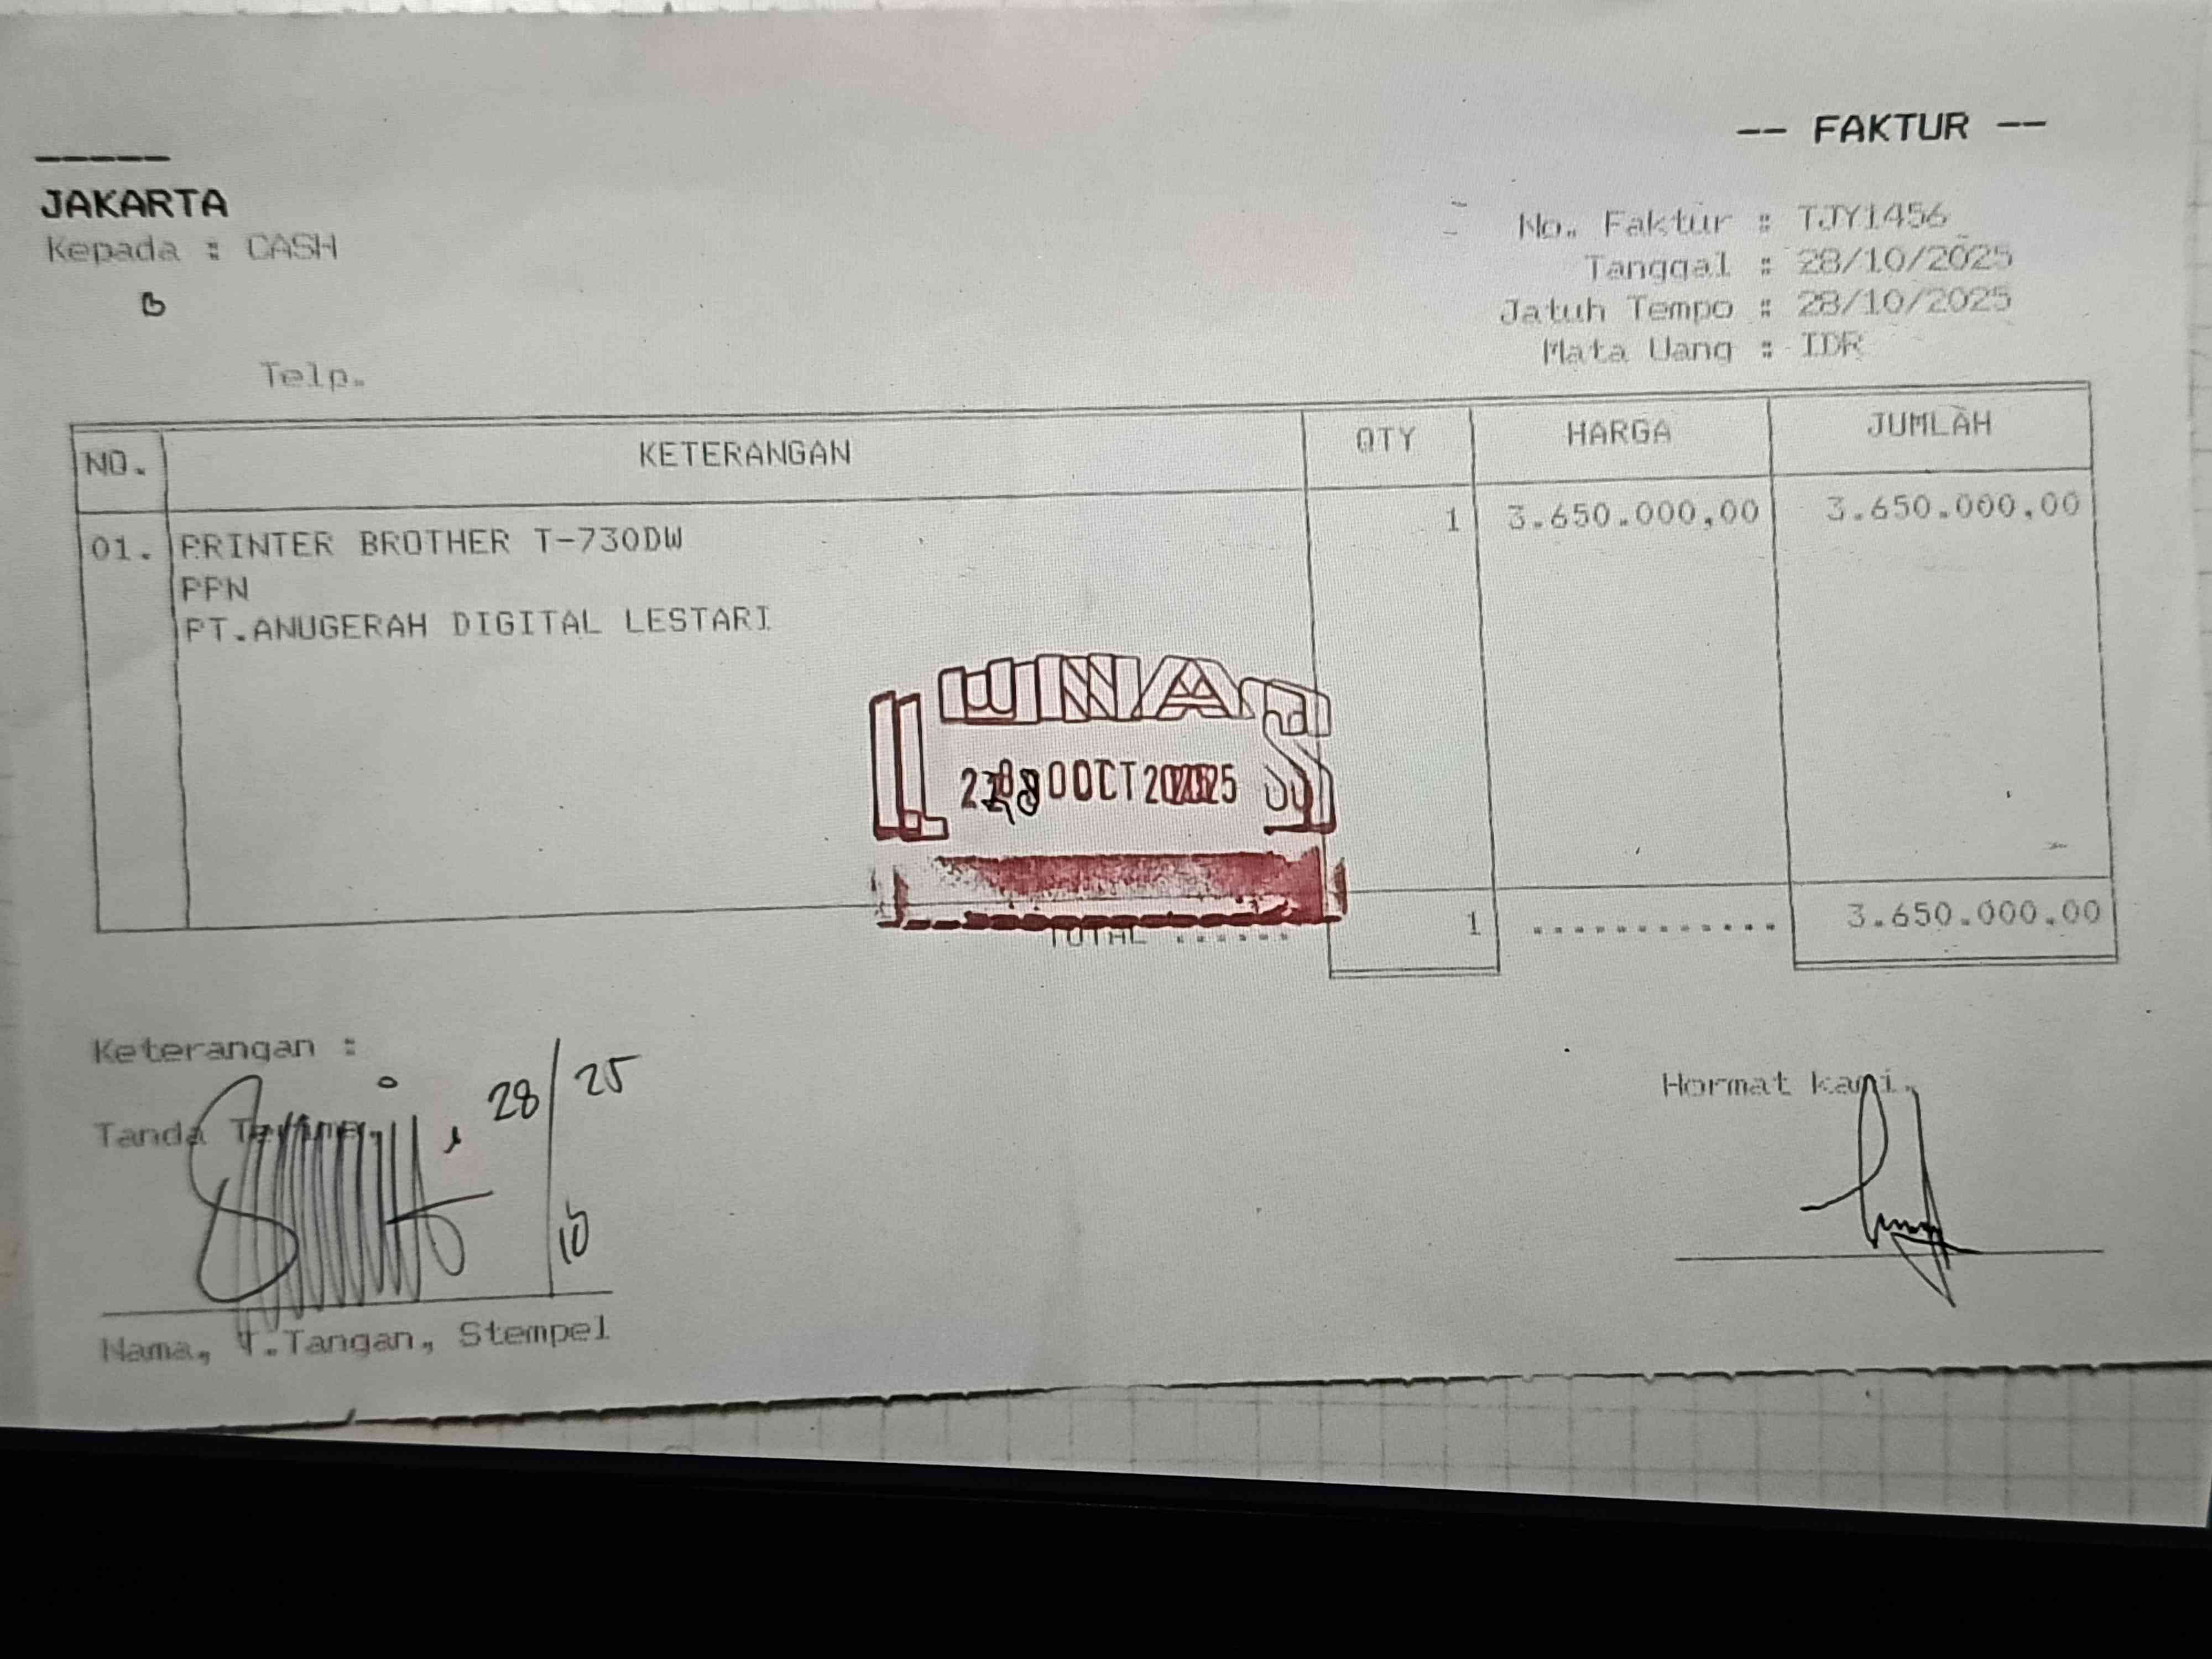 -- FAKTUR --
-----
JAKARTA
Kepada : CASH
No. Faktur : TJY1456
Tanggal : 28/10/2025
Jatuh Tempo : 28/10/2025
Mata Uang : IDR
Telp.
NO. KETERANGAN QTY HARGA JUMLAH
01. PRINTER BROTHER T-730DW 1 3.650.000,00 3.650.000,00
PPN
PT.ANUGERAH DIGITAL LESTARI
LUNAS
OCT 2025
TOTAL ...... 1 ............ 3.650.000,00
Keterangan :
Tanda Terima,
28/10 25
Hormat kami,
Nama, T.Tangan, Stempel